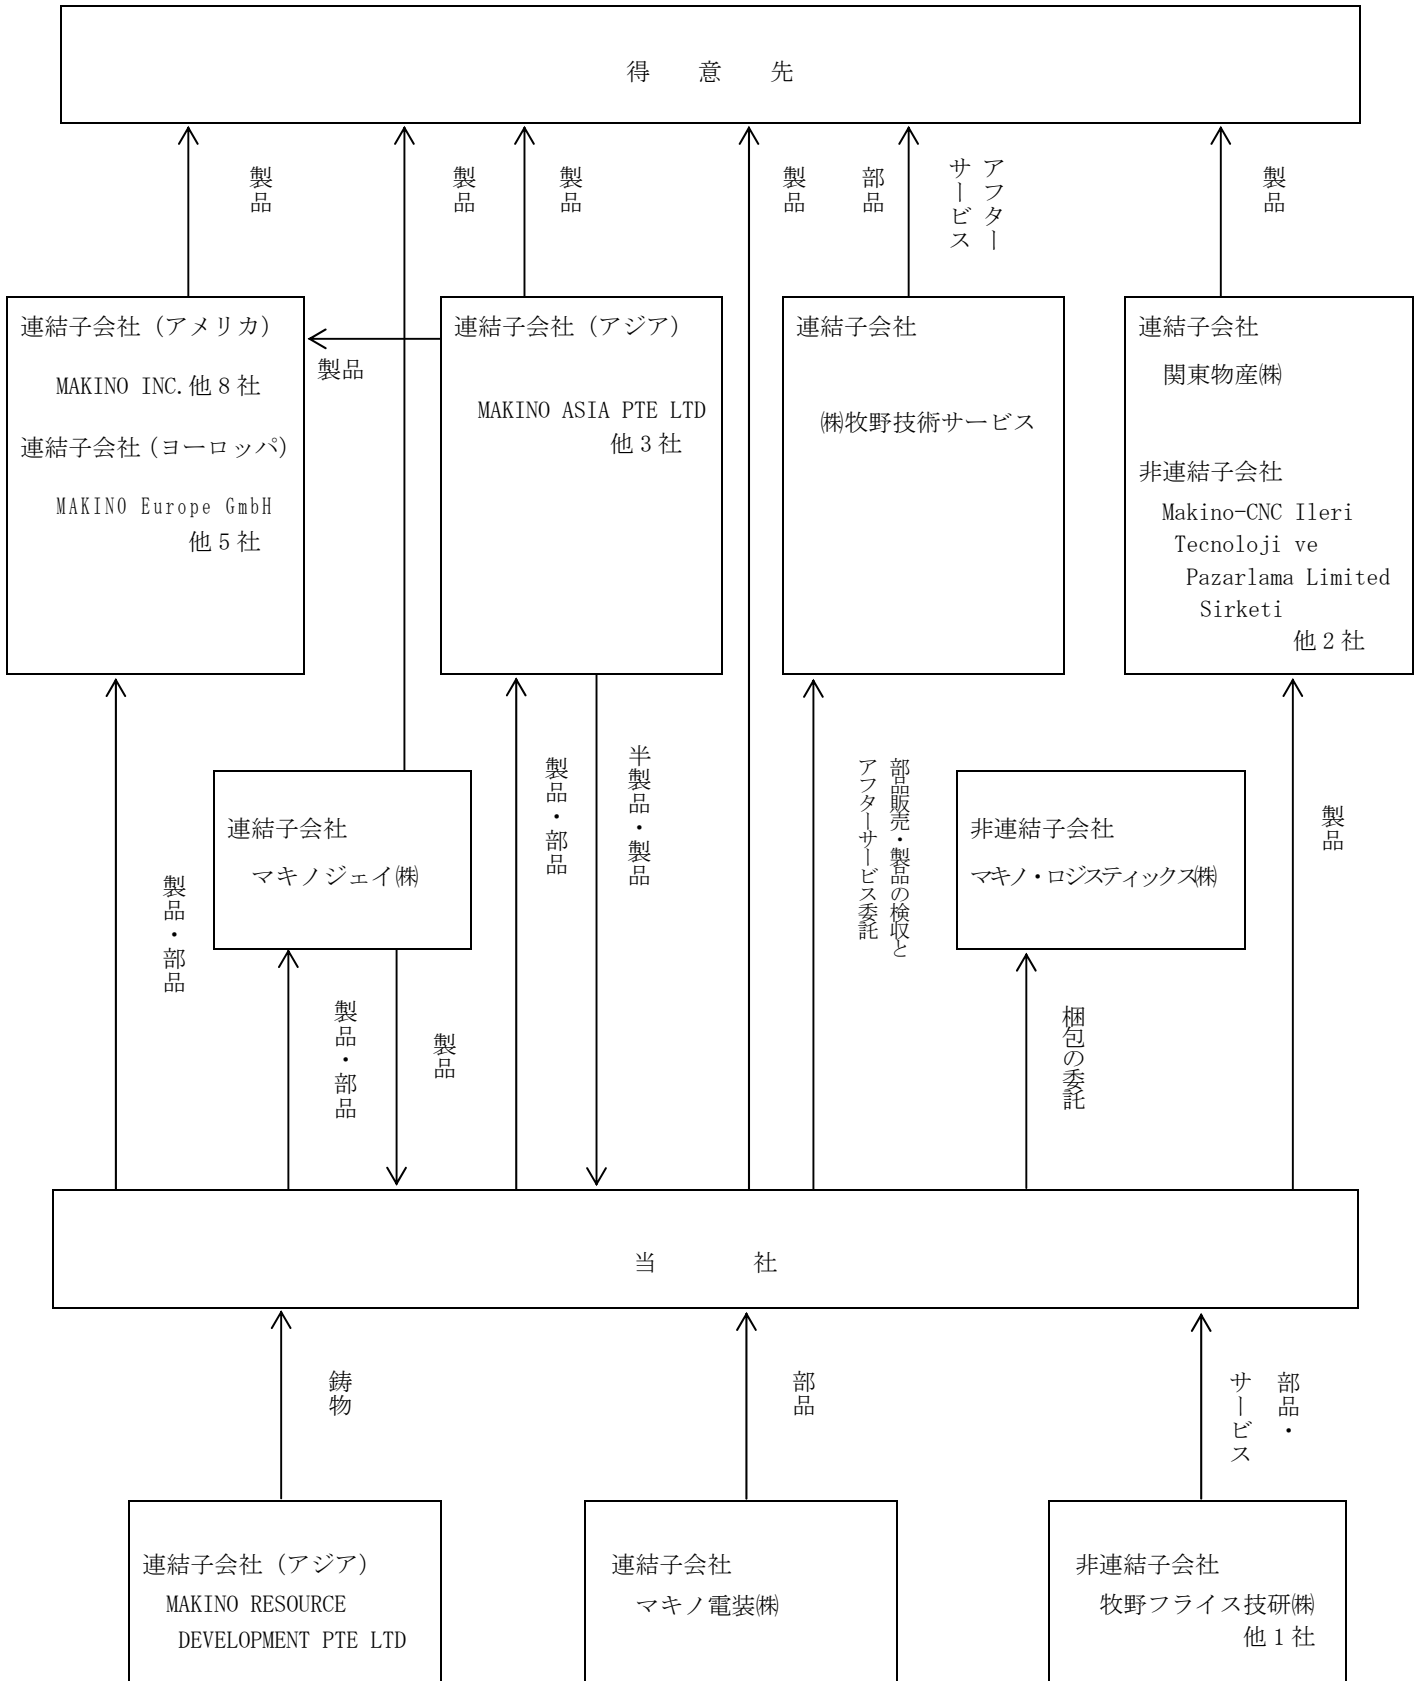 得　意　先
製品
製品
製品
製品
部品
アフター
サービス
製品
連結子会社（アメリカ）
MAKINO INC.他８社
連結子会社（ヨーロッパ）
MAKINO Europe GmbH
他５社
製品
連結子会社（アジア）
MAKINO ASIA PTE LTD
他３社
連結子会社
㈱牧野技術サービス
連結子会社
関東物産㈱
非連結子会社
Makino-CNC Ileri
Tecnoloji ve
Pazarlama Limited
Sirketi
他２社
製品・部品
連結子会社
マキノジェイ㈱
製品・部品
製品
製品・部品
半製品・製品
部品販売・製品の検収と
アフターサービス委託
非連結子会社
マキノ・ロジスティックス㈱
梱包の委託
製品
当　社
鋳物
部品
部品・
サービス
連結子会社（アジア）
MAKINO RESOURCE
DEVELOPMENT PTE LTD
連結子会社
マキノ電装㈱
非連結子会社
牧野フライス技研㈱
他１社